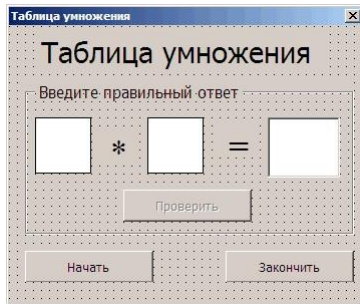 Таблица умножения
Таблица умножения
Введите правильный ответ
* =
Проверить
Начать Закончить